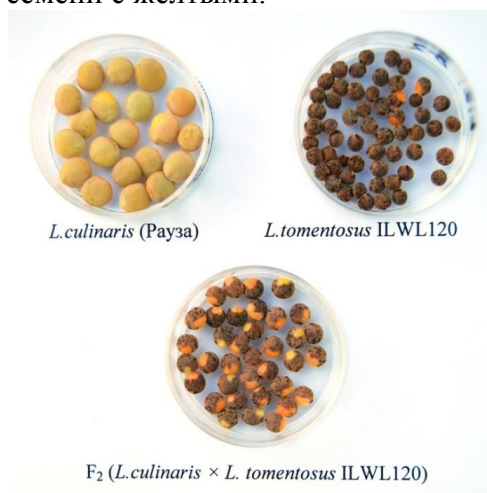 L.culinaris (Рауза)
L.tomentosus ILWL120
F₂ (L.culinaris × L. tomentosus ILWL120)